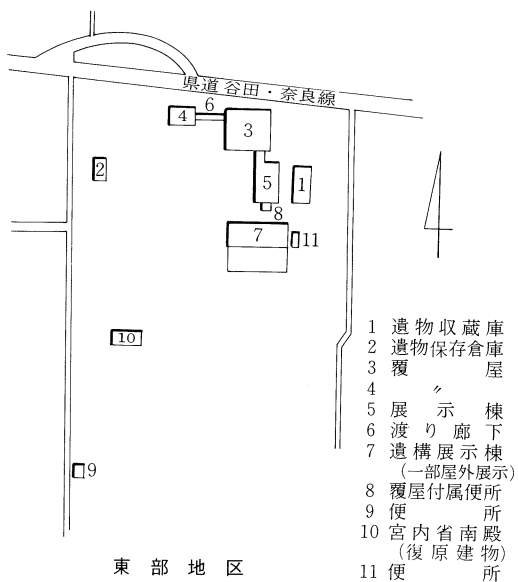 県道 谷田・奈良線
6
4
3
2
5
1
8
7
11
10
9
1 遺物収蔵庫
2 遺物保存倉庫
3 覆屋
4 〃
5 展示棟
6 渡り廊下
7 遺構展示棟
(一部屋外展示)
8 覆屋付属便所
9 便所
10 宮内省南殿
(復原建物)
11 便所
東部地区